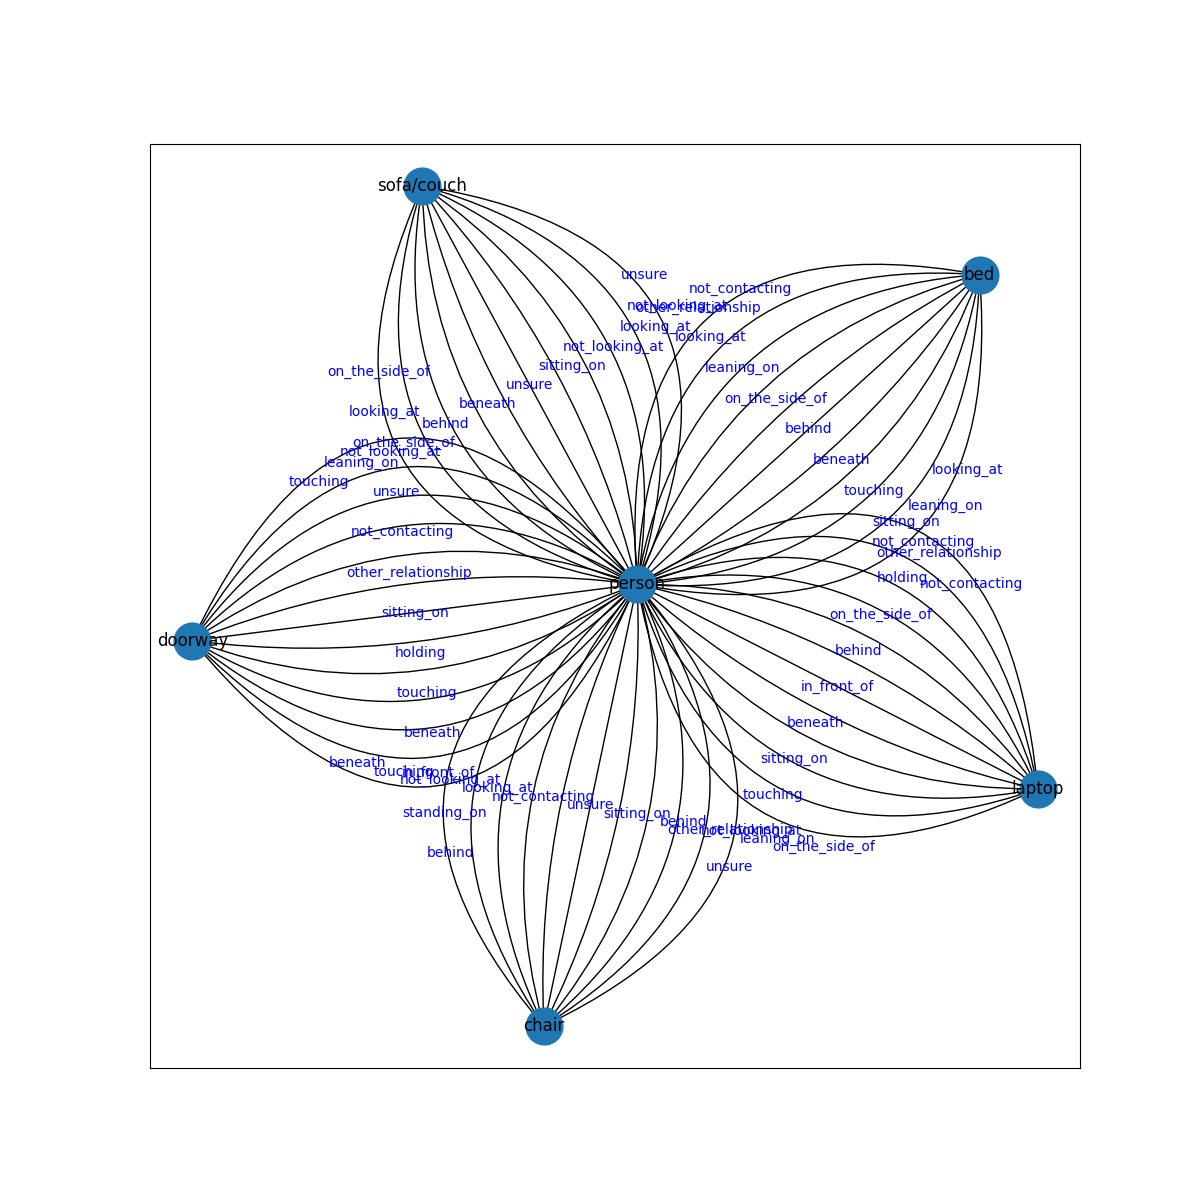 sofa/couch
bed
unsure
not_contacting
not_looking_at
other_relationship
looking_at
looking_at
not_looking_at
sitting_on
leaning_on
on_the_side_of
unsure
on_the_side_of
beneath
looking_at
behind
behind
on_the_side_of
not_looking_at
leaning_on
beneath
looking_at
touching
unsure
touching
leaning_on
sitting_on
not_contacting
not_contacting
other_relationship
other_relationship
holding
person
not_contacting
sitting_on
on_the_side_of
doorway
holding
behind
touching
in_front_of
beneath
beneath
sitting_on
beneath
touching
in_front_of
not_looking_at
looking_at
laptop
touching
not_contacting
unsure
standing_on
sitting_on
behind
other_relationship
not_looking_at
leaning_on
on_the_side_of
behind
unsure
chair